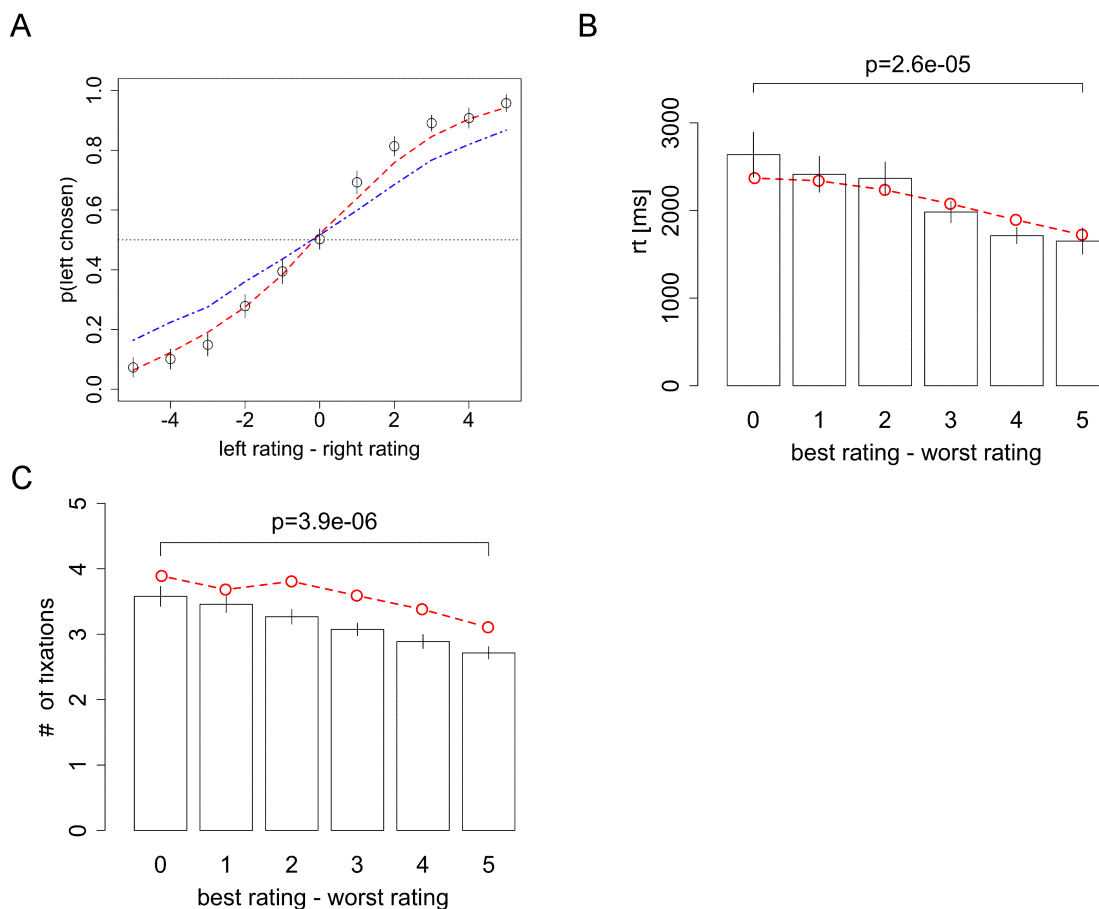 A
p(left chosen)
1.0
0.8
0.6
0.4
0.2
0.0
-4 -2 0 2 4
left rating - right rating
B
p=2.6e-05
rt [ms]
3000
2000
1000
0
0 1 2 3 4 5
best rating - worst rating
C
p=3.9e-06
# of fixations
5
4
3
2
1
0
0 1 2 3 4 5
best rating - worst rating